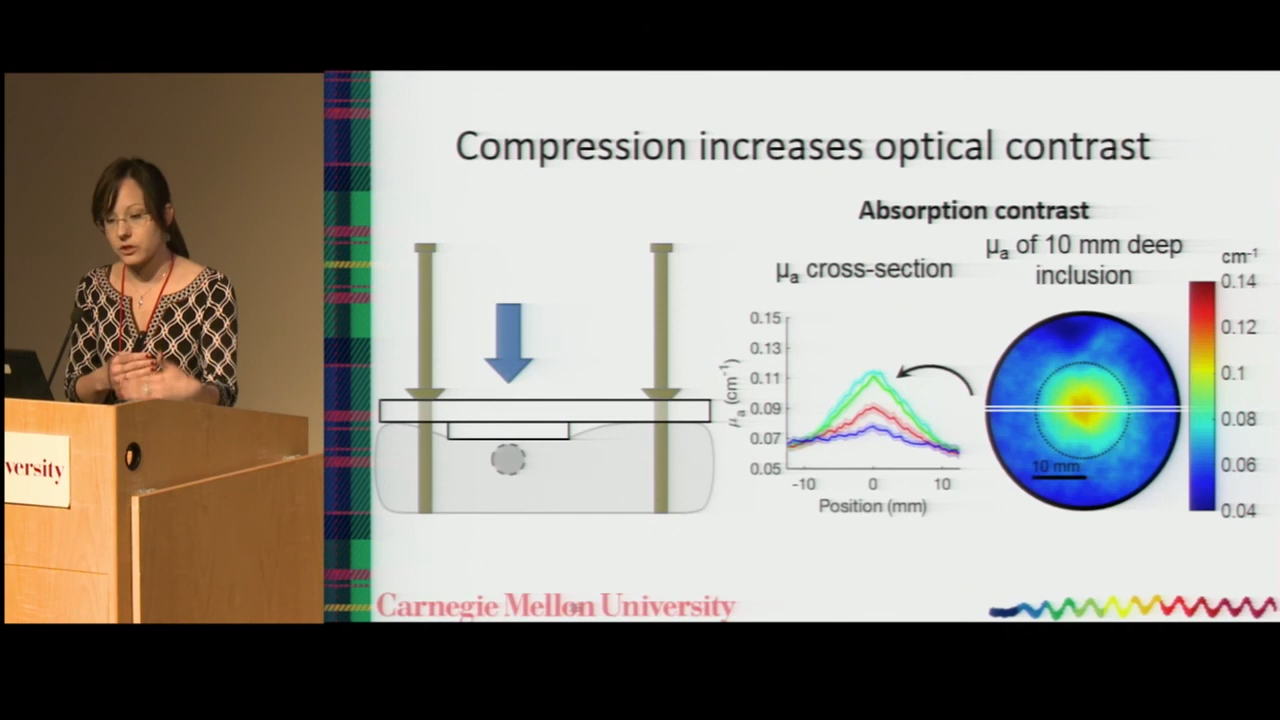 Compression increases optical contrast
Absorption contrast
μa cross-section
μa of 10 mm deep
inclusion
cm-1
0.15
0.13
0.11
0.09
0.07
0.05
μa (cm-1)
-10
0
10
Position (mm)
10 mm
0.14
0.12
0.1
0.08
0.06
0.04
versity
Carnegie Mellon University